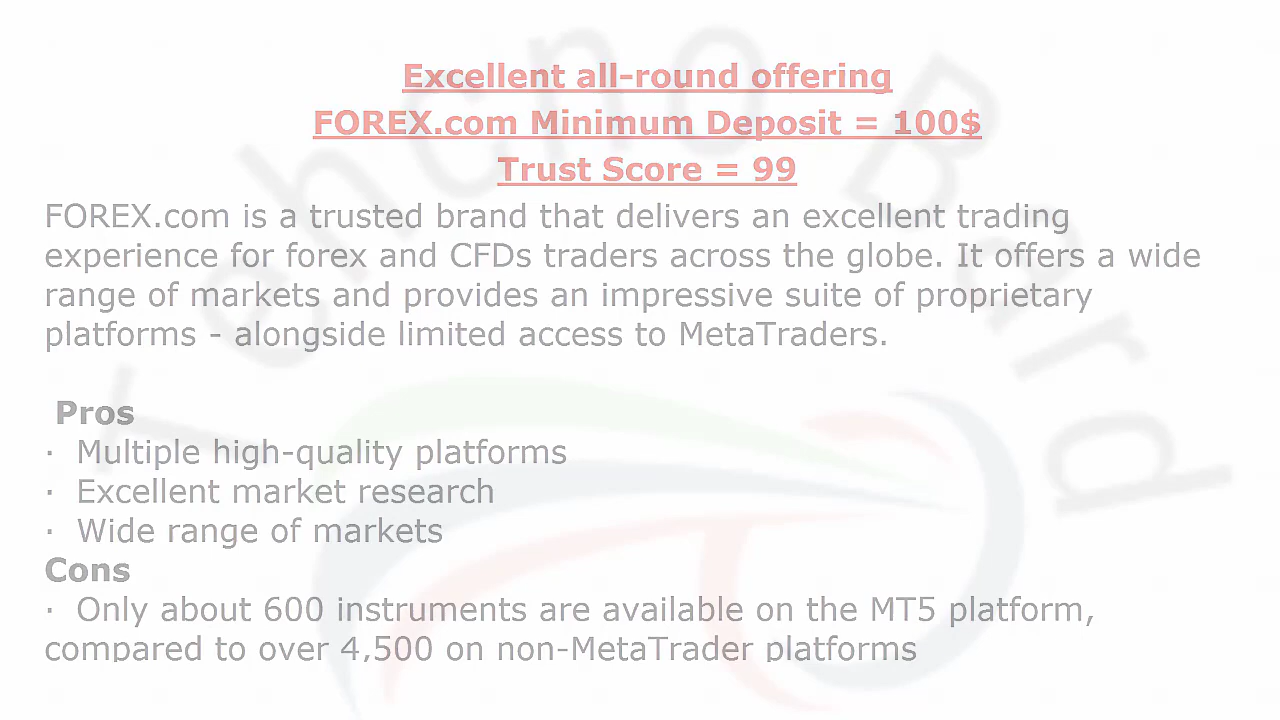 Excellent all-round offering
FOREX.com Minimum Deposit = 100$
Trust Score = 99
FOREX.com is a trusted brand that delivers an excellent trading
experience for forex and CFDs traders across the globe. It offers a wide
range of markets and provides an impressive suite of proprietary
platforms - alongside limited access to MetaTraders.
Pros
· Multiple high-quality platforms
· Excellent market research
· Wide range of markets
Cons
· Only about 600 instruments are available on the MT5 platform,
compared to over 4,500 on non-MetaTrader platforms
Tehcno Bard